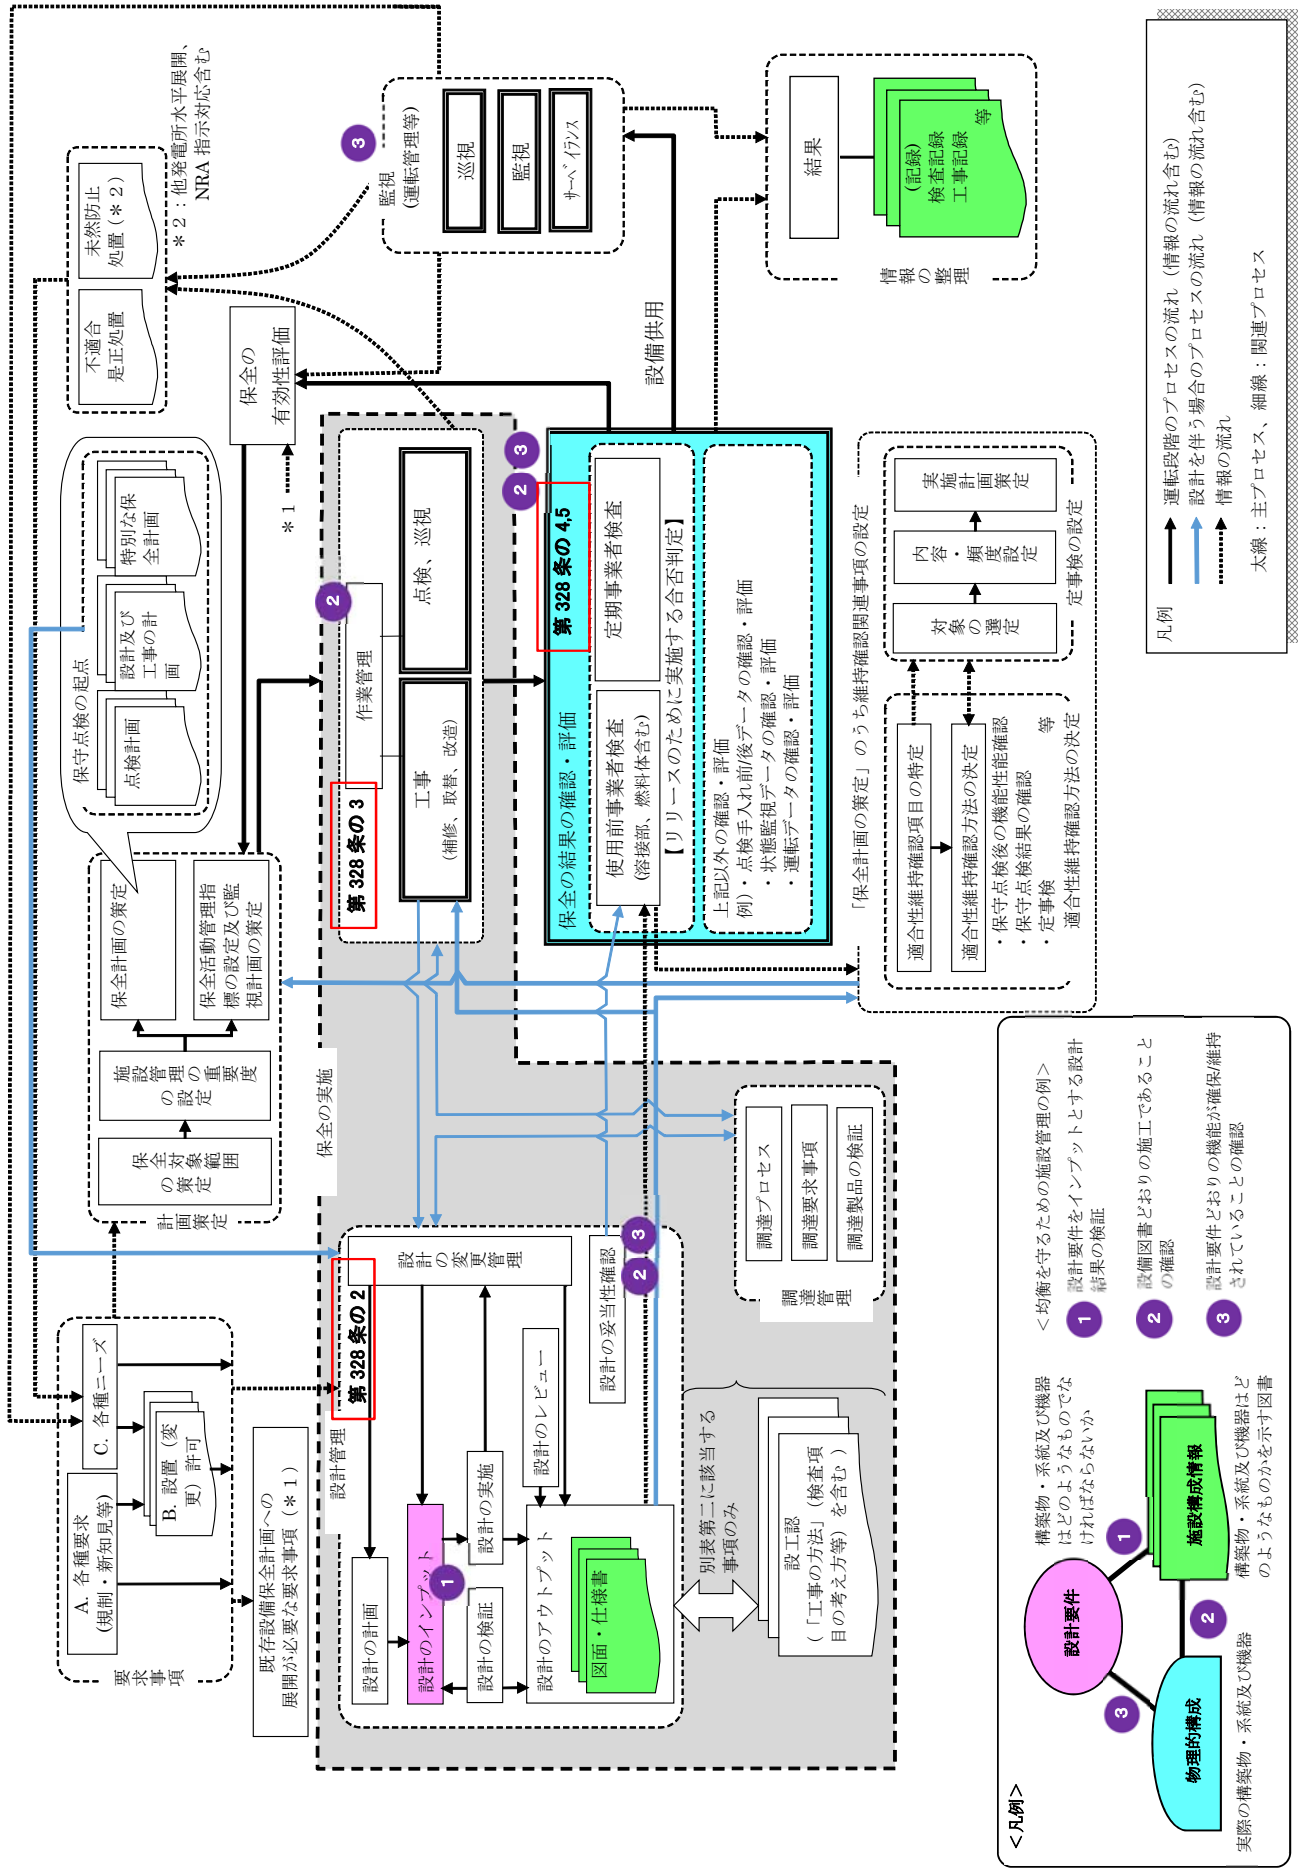 要求事項
A. 各種要求
(規制・新知見等)
C. 各種ニーズ
B. 設置（変
更）許可
既存設備保全計画への
展開が必要な要求事項（＊1）
計画策定
保全対象範囲
の策定
施設管理の重要度
の設定
保全計画の策定
保全活動管理指
標の設定及び監
視計画の策定
保守点検の起点
点検計画
設計及び
工事の計
画
特別な保
全計画
不適合
是正処置
未然防止
処置（＊2）
＊2：他発電所水平展開、
NRA 指示対応含む
保全の
有効性評価
＊1
3
監視
(運転管理等)
巡視
監視
ｻｰﾍﾞｲﾗﾝｽ
保全の実施
設計管理
第 328 条の 2
設計の変更管理
設計の計画
設計のインプット
1
設計の検証
設計の実施
設計のレビュー
設計のアウトプット
図面・仕様書
設計の妥当性確認
2
3
別表第二に該当する
事項のみ
設工認
(「工事の方法」（検査項
目の考え方等）を含む)
調達管理
調達プロセス
調達要求事項
調達製品の検証
第 328 条の 3
作業管理
2
工事
(補修、取替、改造)
点検、巡視
2
3
保全の結果の確認・評価
第 328 条の 4,5
使用前事業者検査
(溶接部、燃料体含む)
定期事業者検査
【リリースのために実施する合否判定】
上記以外の確認・評価
例)・点検手入れ前/後データの確認・評価
・状態監視データの確認・評価
・運転データの確認・評価
設備供用
情報の整理
結果
(記録)
検査記録
工事記録
等
「保全計画の策定」のうち維持確認関連事項の設定
適合性維持確認項目の特定
適合性維持確認方法の決定
・保守点検後の機能性能確認
・保守点検結果の確認
・定事検　等
適合性維持確認方法の決定
対象の選定
内容・頻度設定
実施計画策定
定事検の設定
凡例
運転段階のプロセスの流れ（情報の流れ含む）
設計を伴う場合のプロセスの流れ（情報の流れ含む）
情報の流れ
太線：主プロセス、細線：関連プロセス
＜凡例＞
設計要件
構築物・系統及び機器
はどのようなものでな
ければならないか
1
3
2
物理的構成
施設構成情報
実際の構築物・系統及び機器
構築物・系統及び機器はど
のようなものかを示す図書
＜均衡を守るための施設管理の例＞
1
設計要件をインプットとする設計
結果の検証
2
設備図書どおりの施工であること
の確認
3
設計要件どおりの機能が確保/維持
されていることの確認